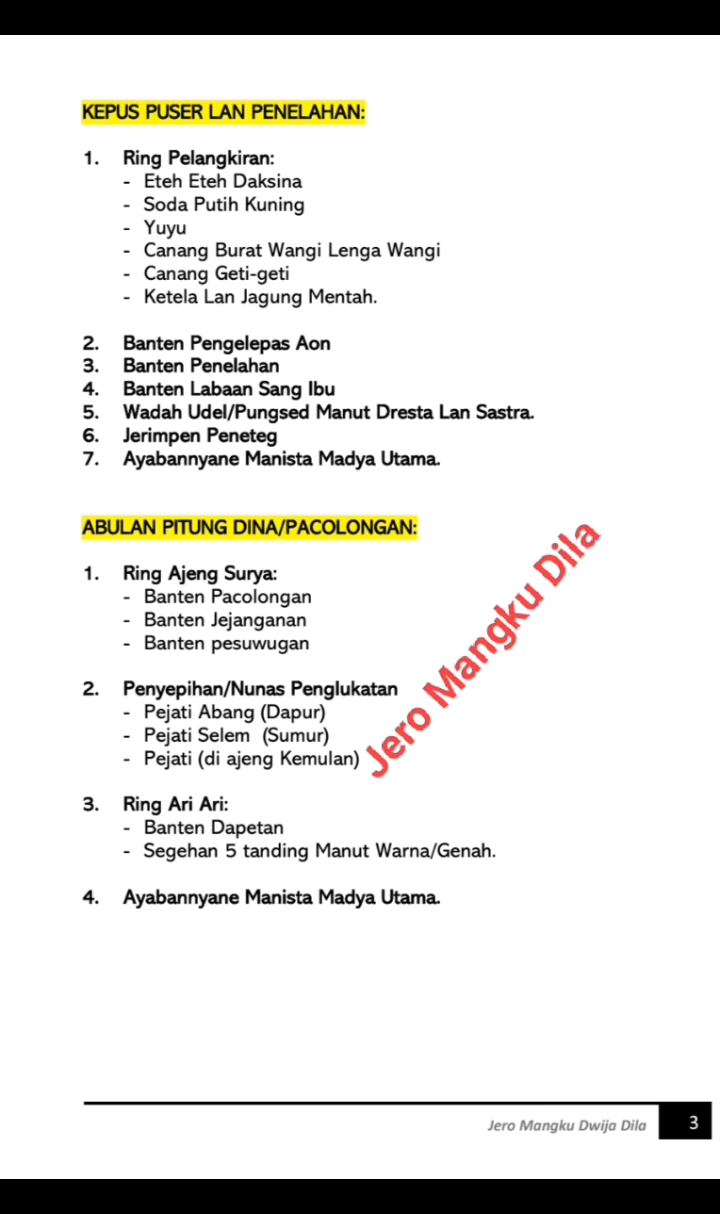 KEPUS PUSER LAN PENELAHAN:
1. Ring Pelangkiran:
- Eteh Eteh Daksina
- Soda Putih Kuning
- Yuyu
- Canang Burat Wangi Lenga Wangi
- Canang Geti-geti
- Ketela Lan Jagung Mentah.
2. Banten Pengelepas Aon
3. Banten Penelahan
4. Banten Labaan Sang Ibu
5. Wadah Udel/Pungsed Manut Dresta Lan Sastra.
6. Jerimpen Peneteg
7. Ayabannyane Manista Madya Utama.
ABULAN PITUNG DINA/PACOLONGAN:
1. Ring Ajeng Surya:
- Banten Pacolongan
- Banten Jejanganan
- Banten pesuwugan
2. Penyepihan/Nunas Penglukatan
- Pejati Abang (Dapur)
- Pejati Selem (Sumur)
- Pejati (di ajeng Kemulan)
3. Ring Ari Ari:
- Banten Dapetan
- Segehan 5 tanding Manut Warna/Genah.
4. Ayabannyane Manista Madya Utama.
Jero Mangku Dila
Jero Mangku Dwija Dila 3